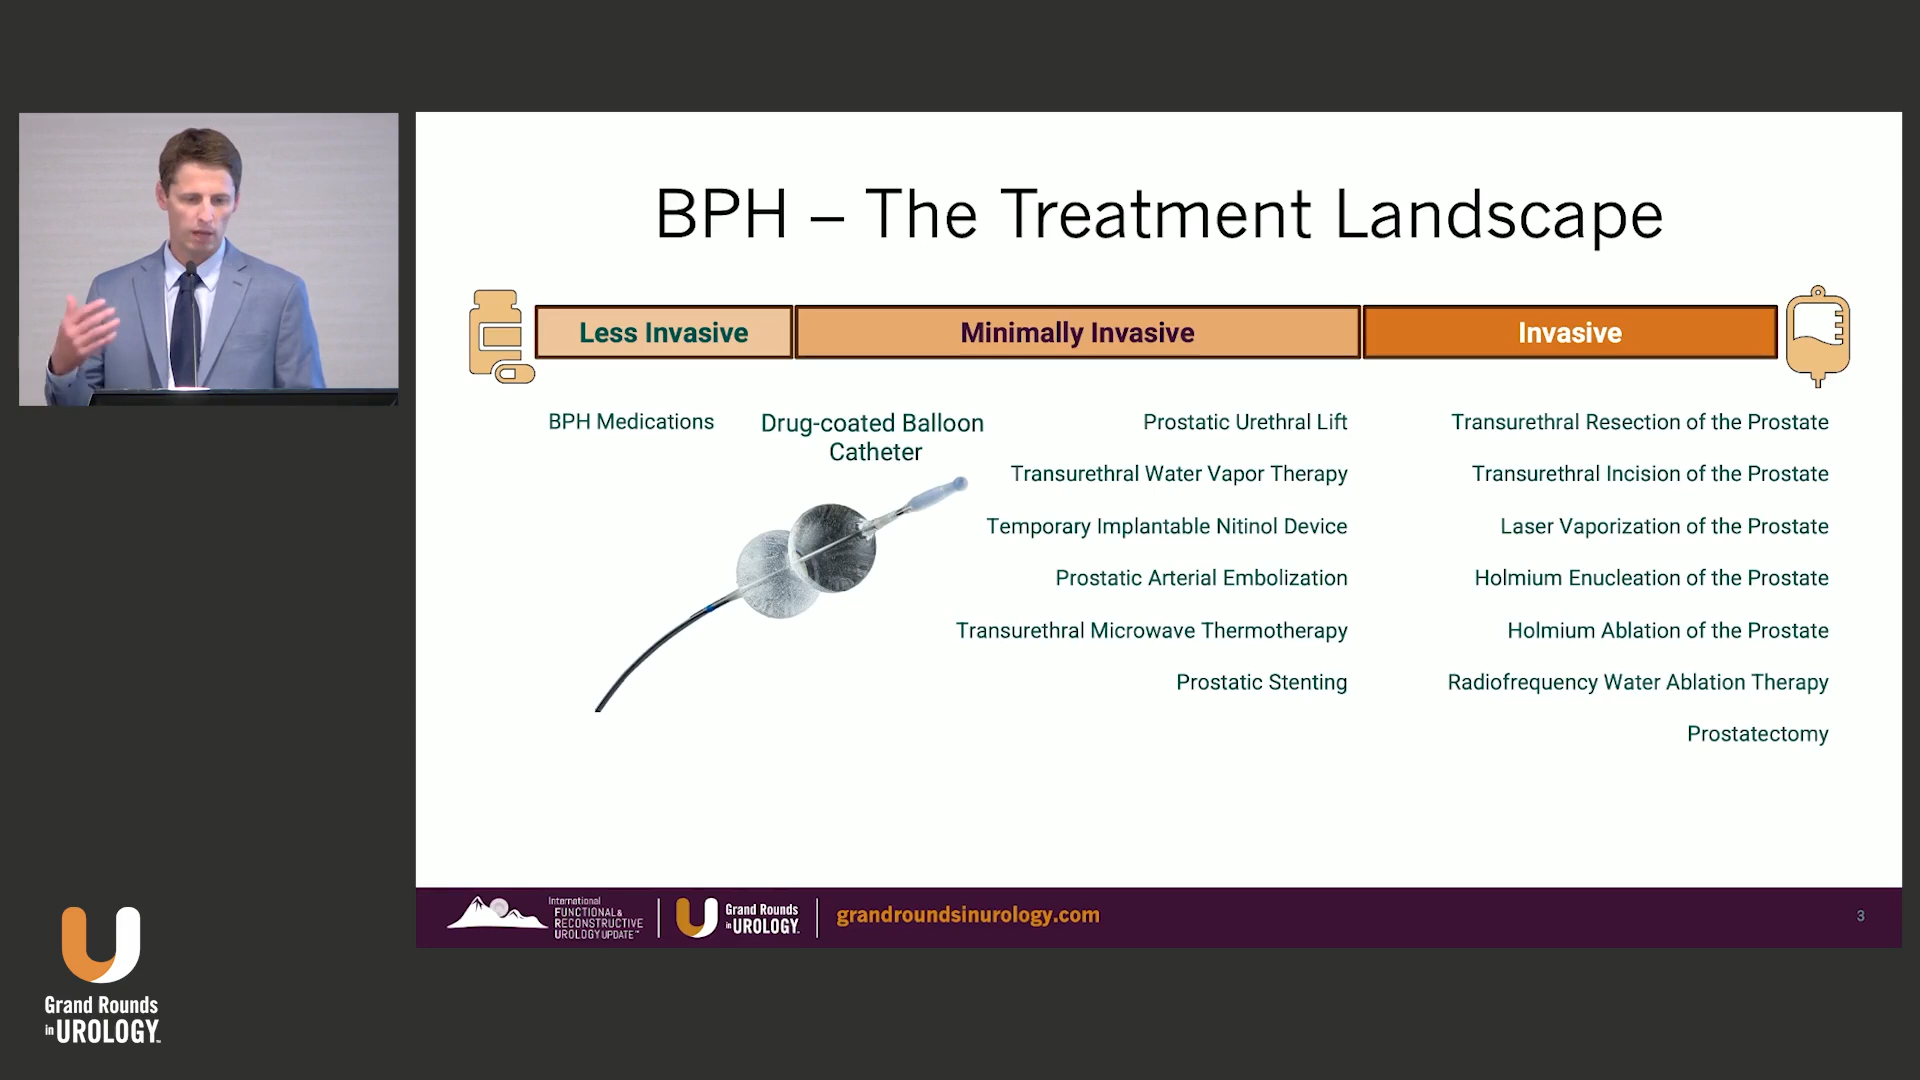 BPH – The Treatment Landscape
Less Invasive
Minimally Invasive
Invasive
BPH Medications
Drug-coated Balloon
Catheter
Prostatic Urethral Lift
Transurethral Water Vapor Therapy
Temporary Implantable Nitinol Device
Prostatic Arterial Embolization
Transurethral Microwave Thermotherapy
Prostatic Stenting
Transurethral Resection of the Prostate
Transurethral Incision of the Prostate
Laser Vaporization of the Prostate
Holmium Enucleation of the Prostate
Holmium Ablation of the Prostate
Radiofrequency Water Ablation Therapy
Prostatectomy
International
FUNCTIONAL &
RECONSTRUCTIVE
UROLOGY UPDATE™
Grand Rounds
in UROLOGY™
grandroundsinurology.com
3
Grand Rounds
in UROLOGY™